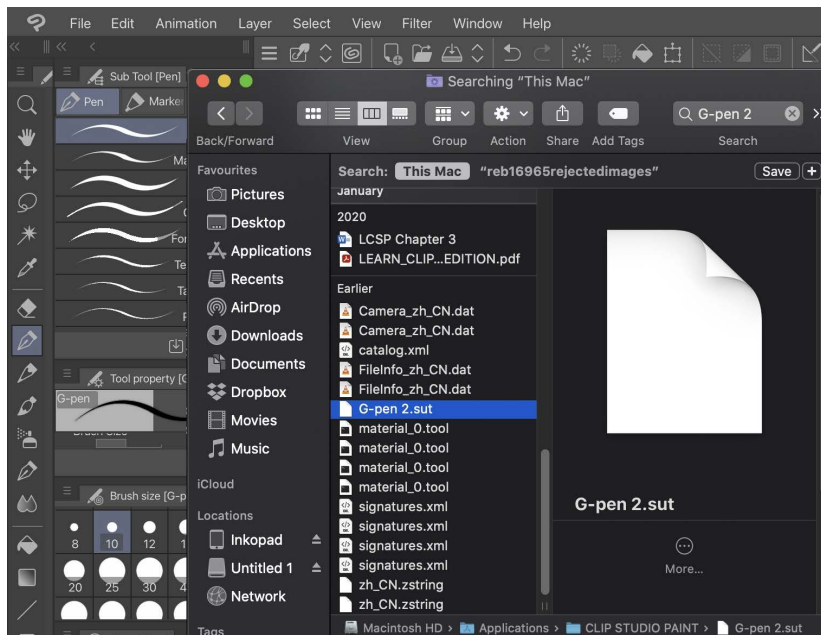 File Edit Animation Layer Select View Filter Window Help
Sub Tool [Pen]
Pen
Searching "This Mac"
G-pen 2
Back/Forward View Group Action Share Add Tags Search
Favourites
Pictures
Desktop
Applications
Recents
AirDrop
Downloads
Documents
Dropbox
Movies
Music
iCloud
Locations
Inkopad
Untitled 1
Network
Tags
Search: This Mac "reb16965rejectedimages" Save +
January
2020
LCSP Chapter 3
LEARN_CLIP...EDITION.pdf
Earlier
Camera_zh_CN.dat
Camera_zh_CN.dat
catalog.xml
FileInfo_zh_CN.dat
FileInfo_zh_CN.dat
G-pen 2.sut
material_0.tool
material_0.tool
material_0.tool
material_0.tool
signatures.xml
signatures.xml
signatures.xml
signatures.xml
zh_CN.zstring
zh_CN.zstring
G-pen 2.sut
More...
Tool property [G
G-pen
Brush size [G-p
8 10 12
20 25 30
Macintosh HD › Applications › CLIP STUDIO PAINT › G-pen 2.sut